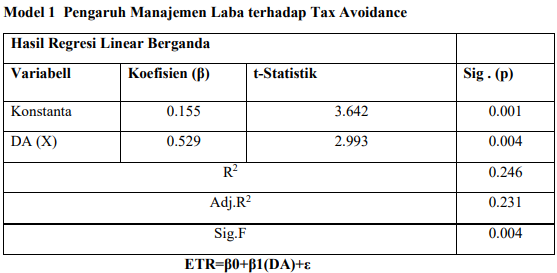 Model 1 Pengaruh Manajemen Laba terhadap Tax Avoidance
Hasil Regresi Linear Berganda
Variabell Koefisien (β) t-Statistik Sig . (p)
Konstanta 0.155 3.642 0.001
DA (X) 0.529 2.993 0.004
R² 0.246
Adj.R² 0.231
Sig.F 0.004
ETR=β0+β1(DA)+ε